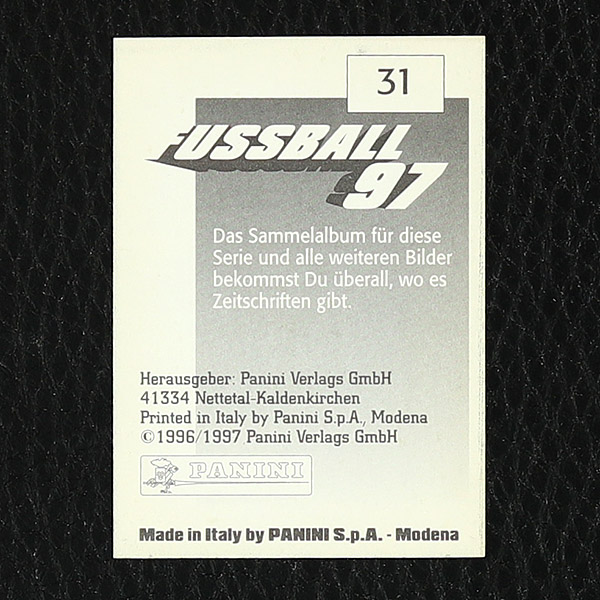 31
FUSSBALL
97
Das Sammelalbum für diese
Serie und alle weiteren Bilder
bekommst Du überall, wo es
Zeitschriften gibt.
Herausgeber: Panini Verlags GmbH
41334 Nettetal-Kaldenkirchen
Printed in Italy by Panini S.p.A., Modena
©1996/1997 Panini Verlags GmbH
PANINI
Made in Italy by PANINI S.p.A. - Modena